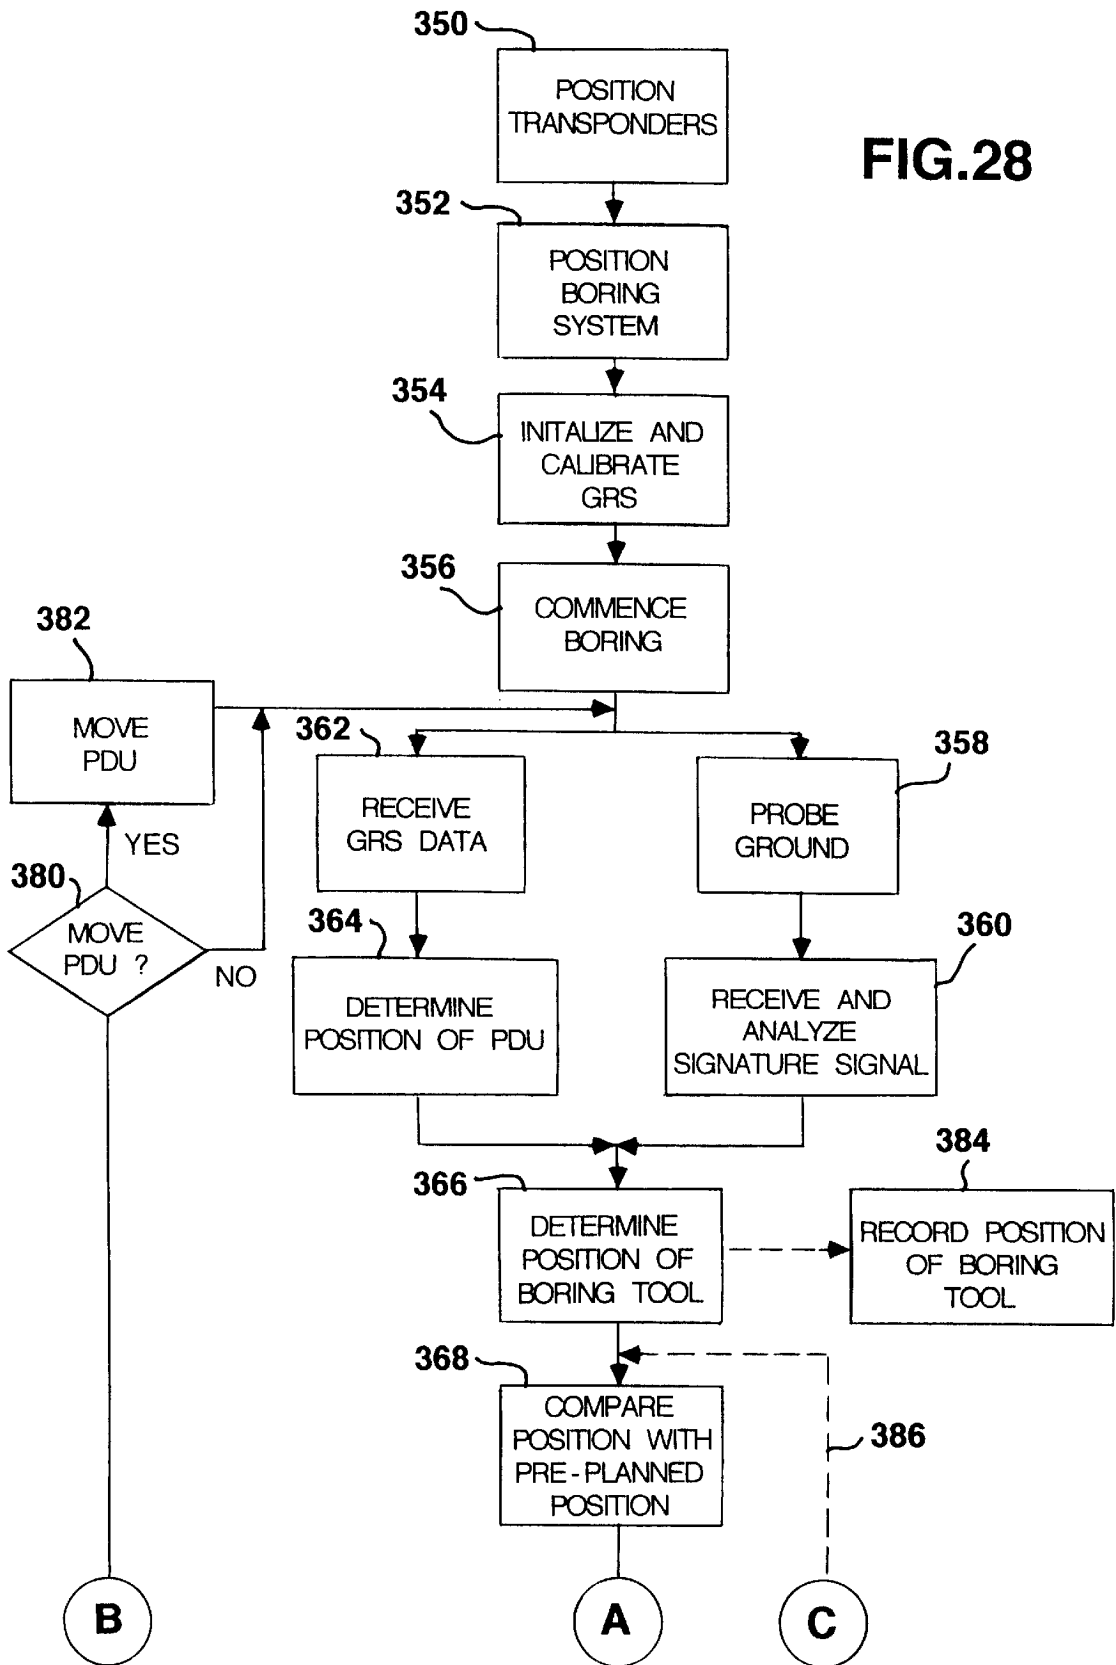 350
POSITION
TRANSPONDERS
FIG.28
352
POSITION
BORING
SYSTEM
354
INITALIZE AND
CALIBRATE
GRS
356
COMMENCE
BORING
382
MOVE
PDU
362
RECEIVE
GRS DATA
358
PROBE
GROUND
YES
380
MOVE
PDU ?
NO
364
DETERMINE
POSITION OF PDU
360
RECEIVE AND
ANALYZE
SIGNATURE SIGNAL
366
DETERMINE
POSITION OF
BORING TOOL
384
RECORD POSITION
OF BORING
TOOL
368
COMPARE
POSITION WITH
PRE-PLANNED
POSITION
386
B
A
C